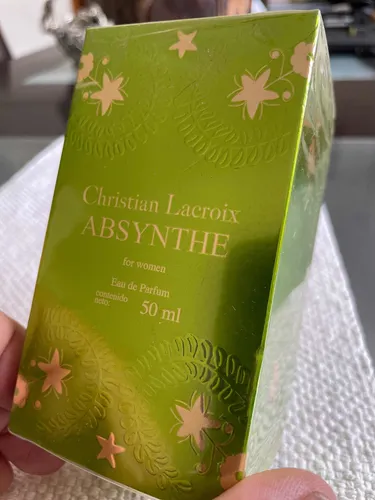 Christian Lacroix
ABSYNTHE
for women
Eau de Parfum
contenido
neto. 50 ml